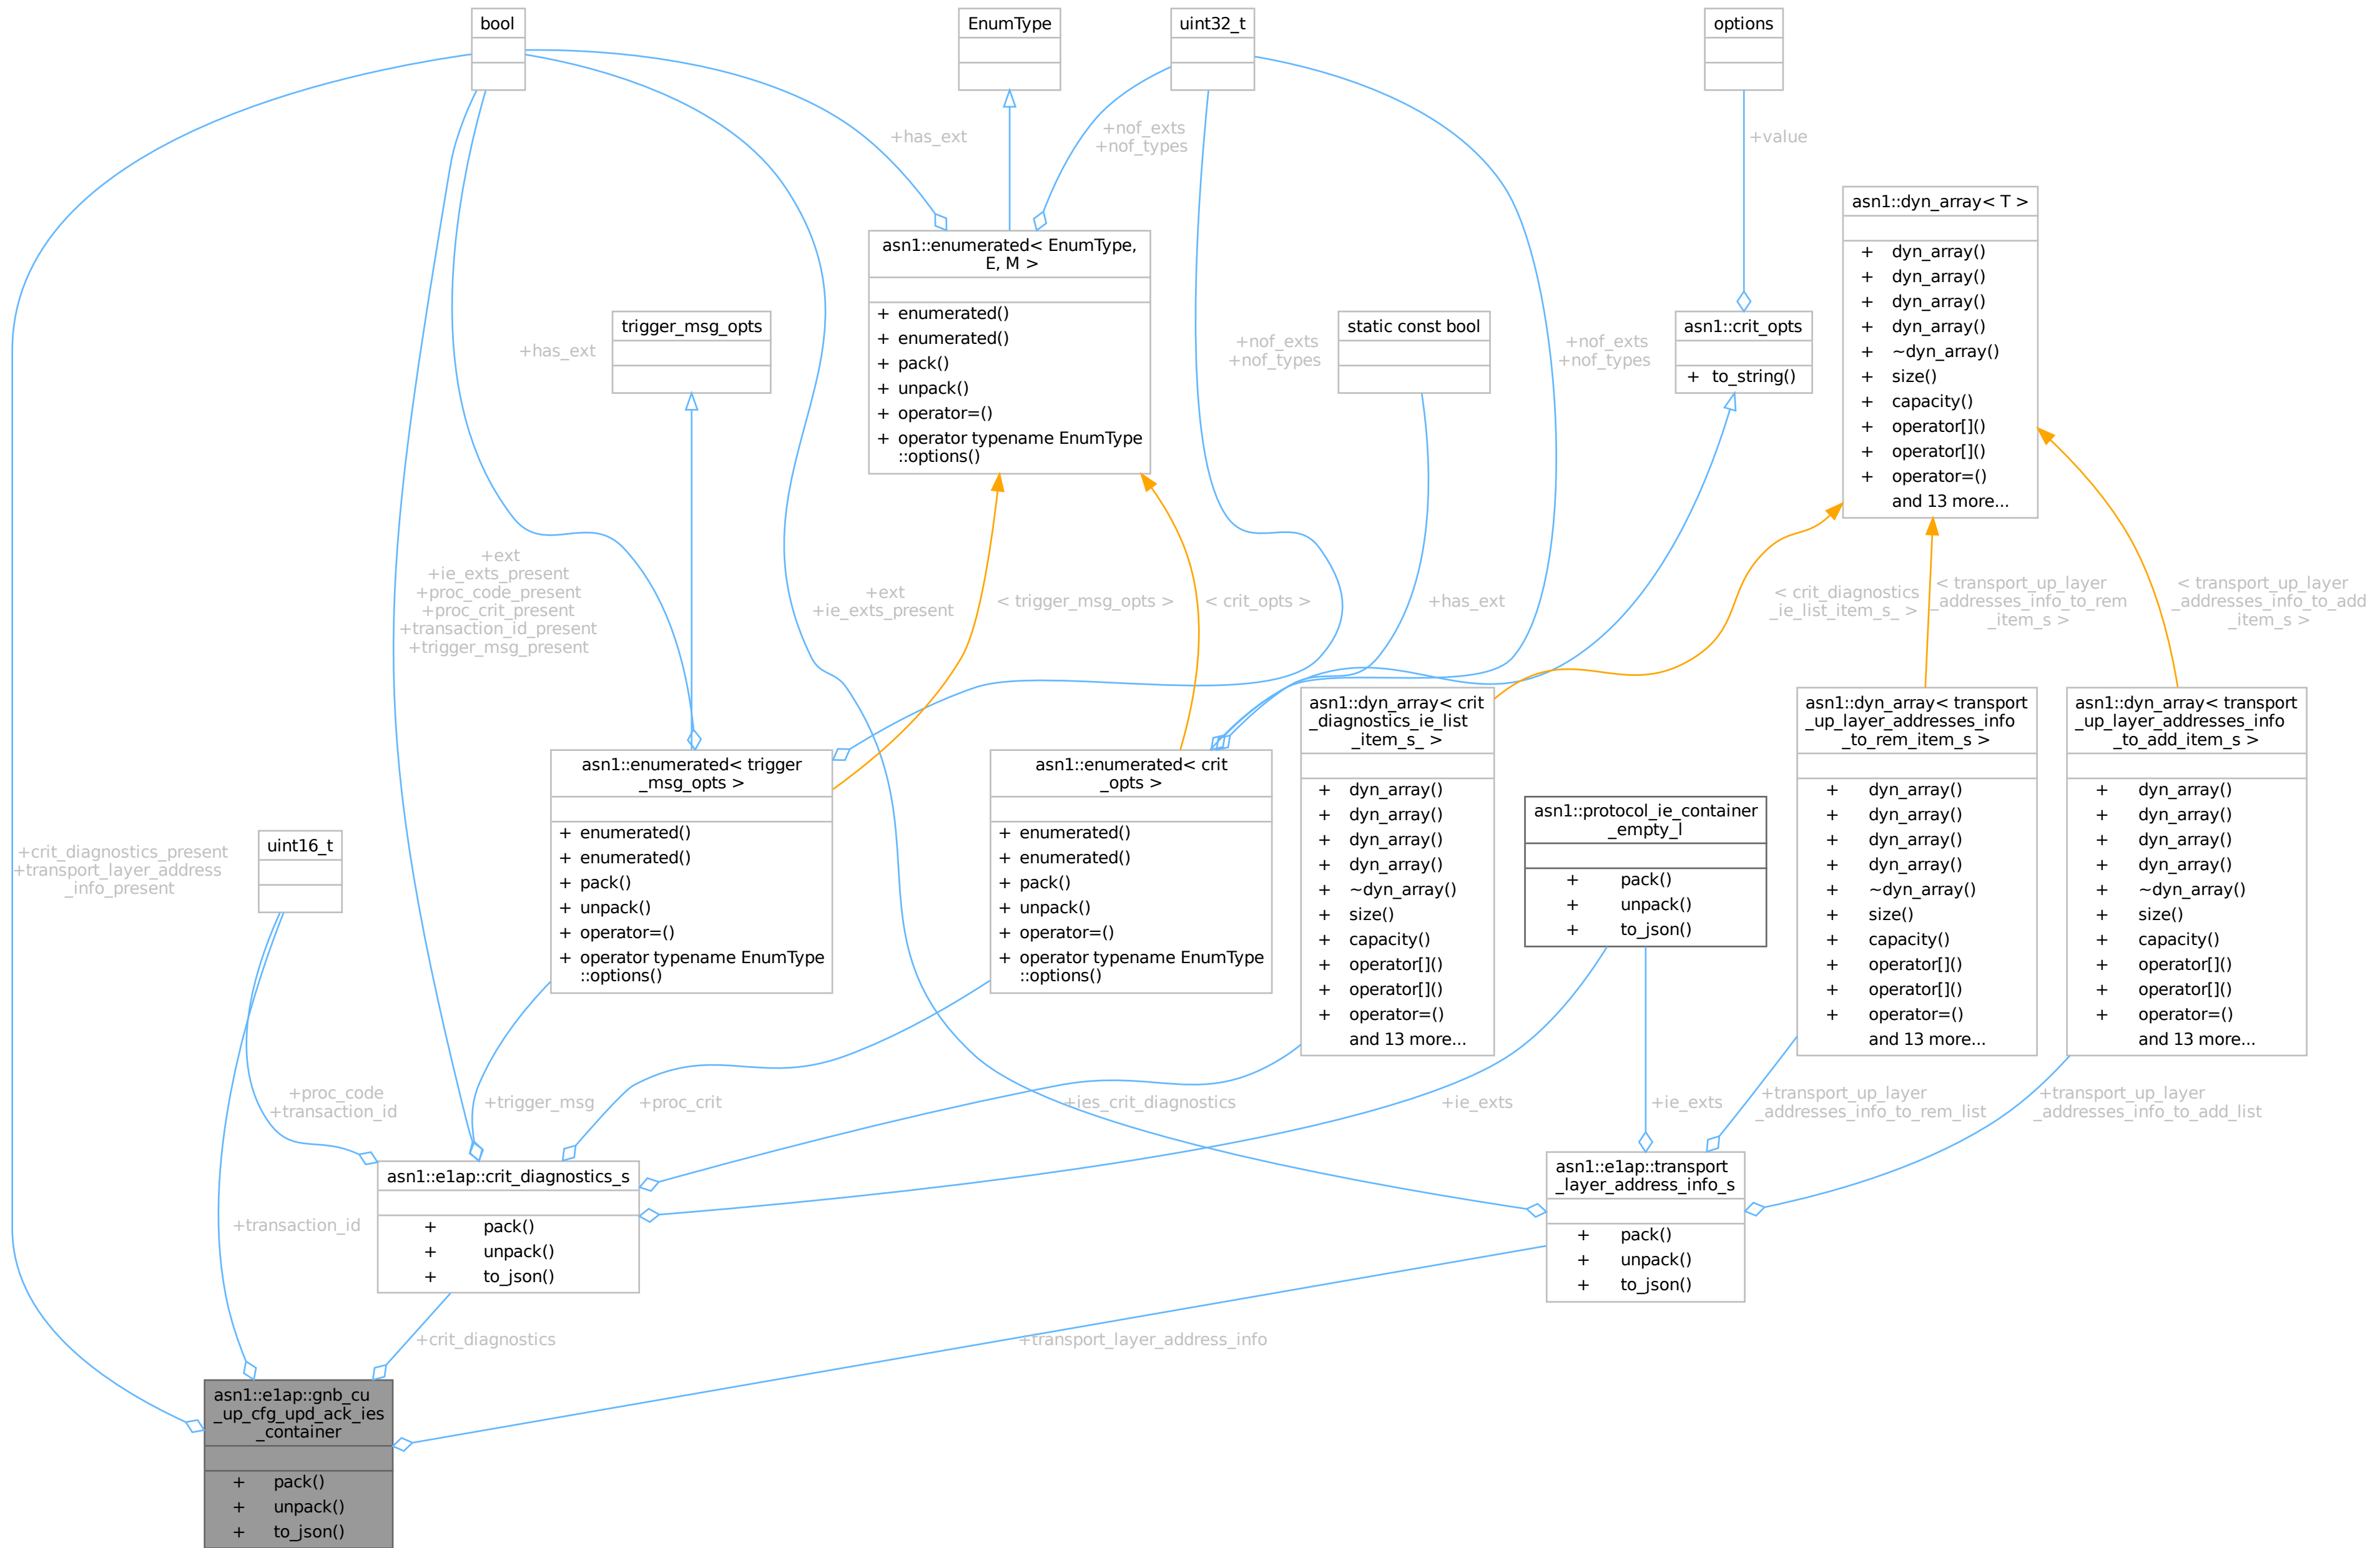 bool
EnumType
uint32_t
options
+has_ext
+nof_exts
+nof_types
+value
asn1::dyn_array< T >
+ dyn_array()
+ dyn_array()
+ dyn_array()
+ dyn_array()
+ ~dyn_array()
+ size()
+ capacity()
+ operator[]()
+ operator[]()
+ operator=()
and 13 more...
asn1::enumerated< EnumType,
E, M >
+ enumerated()
+ enumerated()
+ pack()
+ unpack()
+ operator=()
+ operator typename EnumType
::options()
trigger_msg_opts
static const bool
asn1::crit_opts
+ to_string()
+has_ext
+nof_exts
+nof_types
+nof_exts
+nof_types
+ext
+ie_exts_present
+proc_code_present
+proc_crit_present
+transaction_id_present
+trigger_msg_present
+ext
+ie_exts_present
< trigger_msg_opts >
< crit_opts >
+has_ext
< crit_diagnostics
_ie_list_item_s_ >
< transport_up_layer
_addresses_info_to_rem
_item_s >
< transport_up_layer
_addresses_info_to_add
_item_s >
asn1::enumerated< trigger
_msg_opts >
+ enumerated()
+ enumerated()
+ pack()
+ unpack()
+ operator=()
+ operator typename EnumType
::options()
asn1::enumerated< crit
_opts >
+ enumerated()
+ enumerated()
+ pack()
+ unpack()
+ operator=()
+ operator typename EnumType
::options()
asn1::dyn_array< crit
_diagnostics_ie_list
_item_s_ >
+ dyn_array()
+ dyn_array()
+ dyn_array()
+ dyn_array()
+ ~dyn_array()
+ size()
+ capacity()
+ operator[]()
+ operator[]()
+ operator=()
and 13 more...
asn1::protocol_ie_container
_empty_l
+ pack()
+ unpack()
+ to_json()
asn1::dyn_array< transport
_up_layer_addresses_info
_to_rem_item_s >
+ dyn_array()
+ dyn_array()
+ dyn_array()
+ dyn_array()
+ ~dyn_array()
+ size()
+ capacity()
+ operator[]()
+ operator[]()
+ operator=()
and 13 more...
asn1::dyn_array< transport
_up_layer_addresses_info
_to_add_item_s >
+ dyn_array()
+ dyn_array()
+ dyn_array()
+ dyn_array()
+ ~dyn_array()
+ size()
+ capacity()
+ operator[]()
+ operator[]()
+ operator=()
and 13 more...
+crit_diagnostics_present
+transport_layer_address
_info_present
uint16_t
+proc_code
+transaction_id
+trigger_msg
+proc_crit
+ies_crit_diagnostics
+ie_exts
+ie_exts
+transport_up_layer
_addresses_info_to_rem_list
+transport_up_layer
_addresses_info_to_add_list
asn1::e1ap::crit_diagnostics_s
+ pack()
+ unpack()
+ to_json()
asn1::e1ap::transport
_layer_address_info_s
+ pack()
+ unpack()
+ to_json()
+transaction_id
+crit_diagnostics
+transport_layer_address_info
asn1::e1ap::gnb_cu
_up_cfg_upd_ack_ies
_container
+ pack()
+ unpack()
+ to_json()